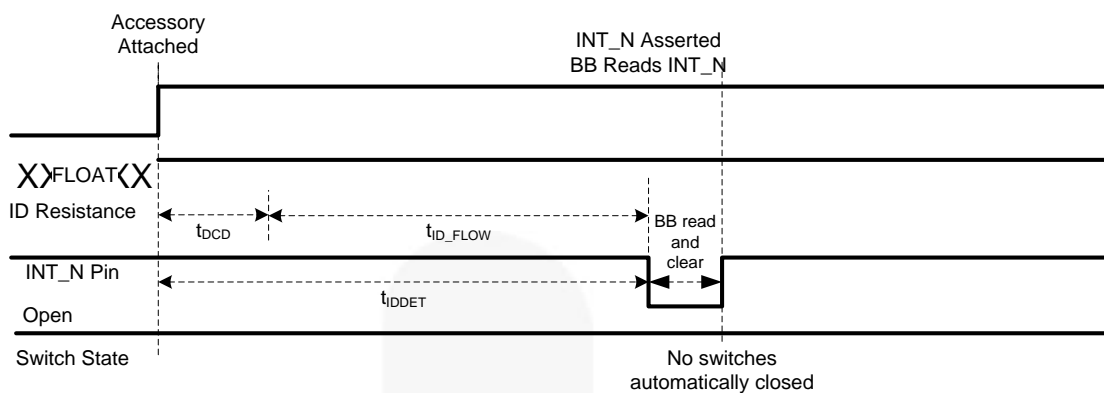 Accessory
Attached
INT_N Asserted
BB Reads INT_N
X FLOAT X
ID Resistance
tDCD
tID_FLOW
BB read
and
clear
INT_N Pin
tIDDET
Open
Switch State
No switches
automatically closed